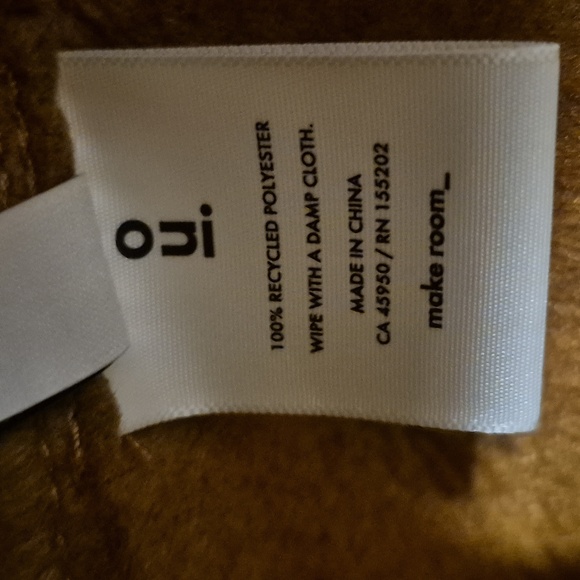 oui
100% RECYCLED POLYESTER
WIPE WITH A DAMP CLOTH.
MADE IN CHINA
CA 45950 / RN 155202
make room_